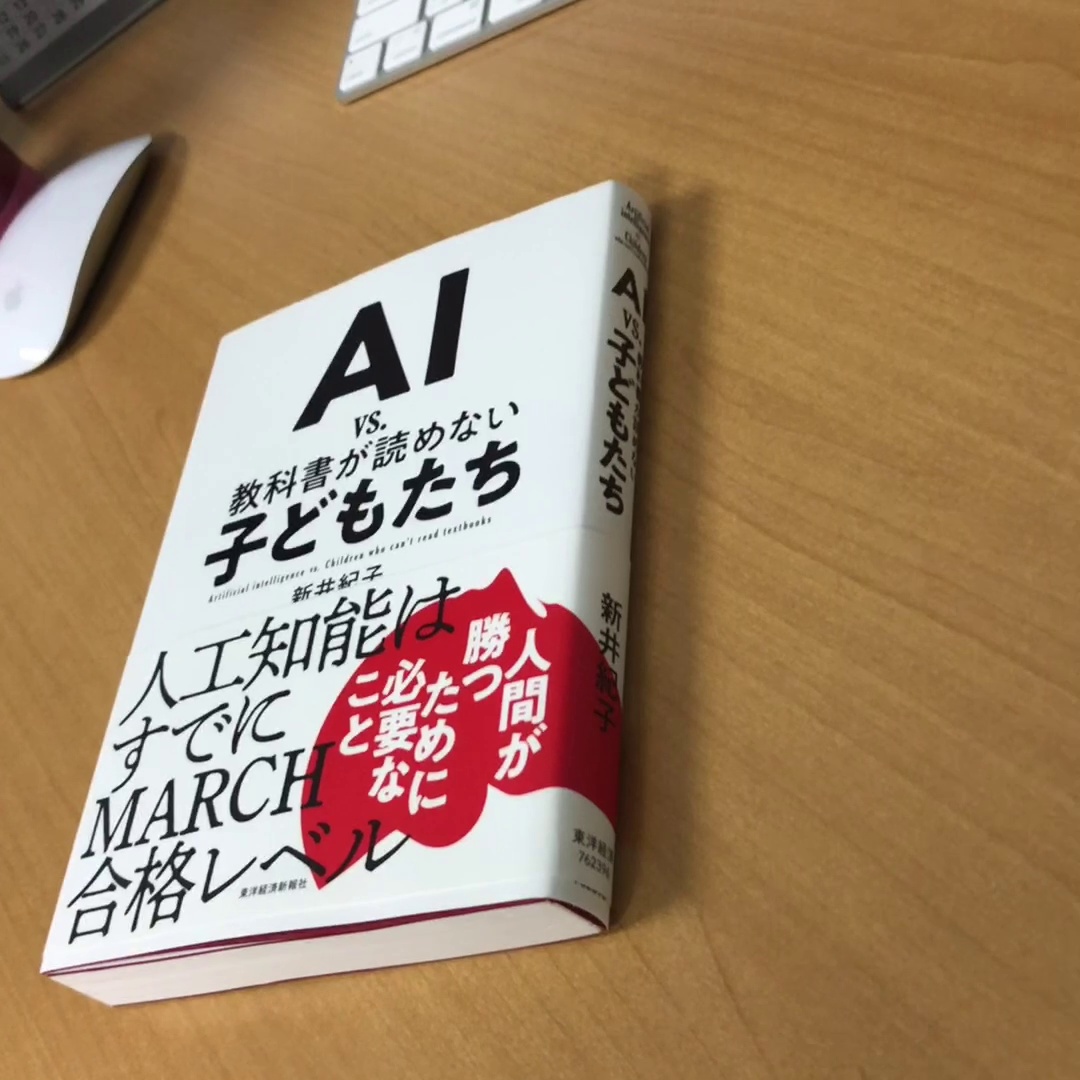 AI
vs.
教科書が読めない
子どもたち
Artificial intelligence vs. Children who can't read textbooks
新井紀子
人工知能は
すでに
MARCH
合格レベル
人間が
勝つ
ために
必要な
こと
東洋経済新報社
AI
vs.
子どもたち
新井紀子
東洋経済